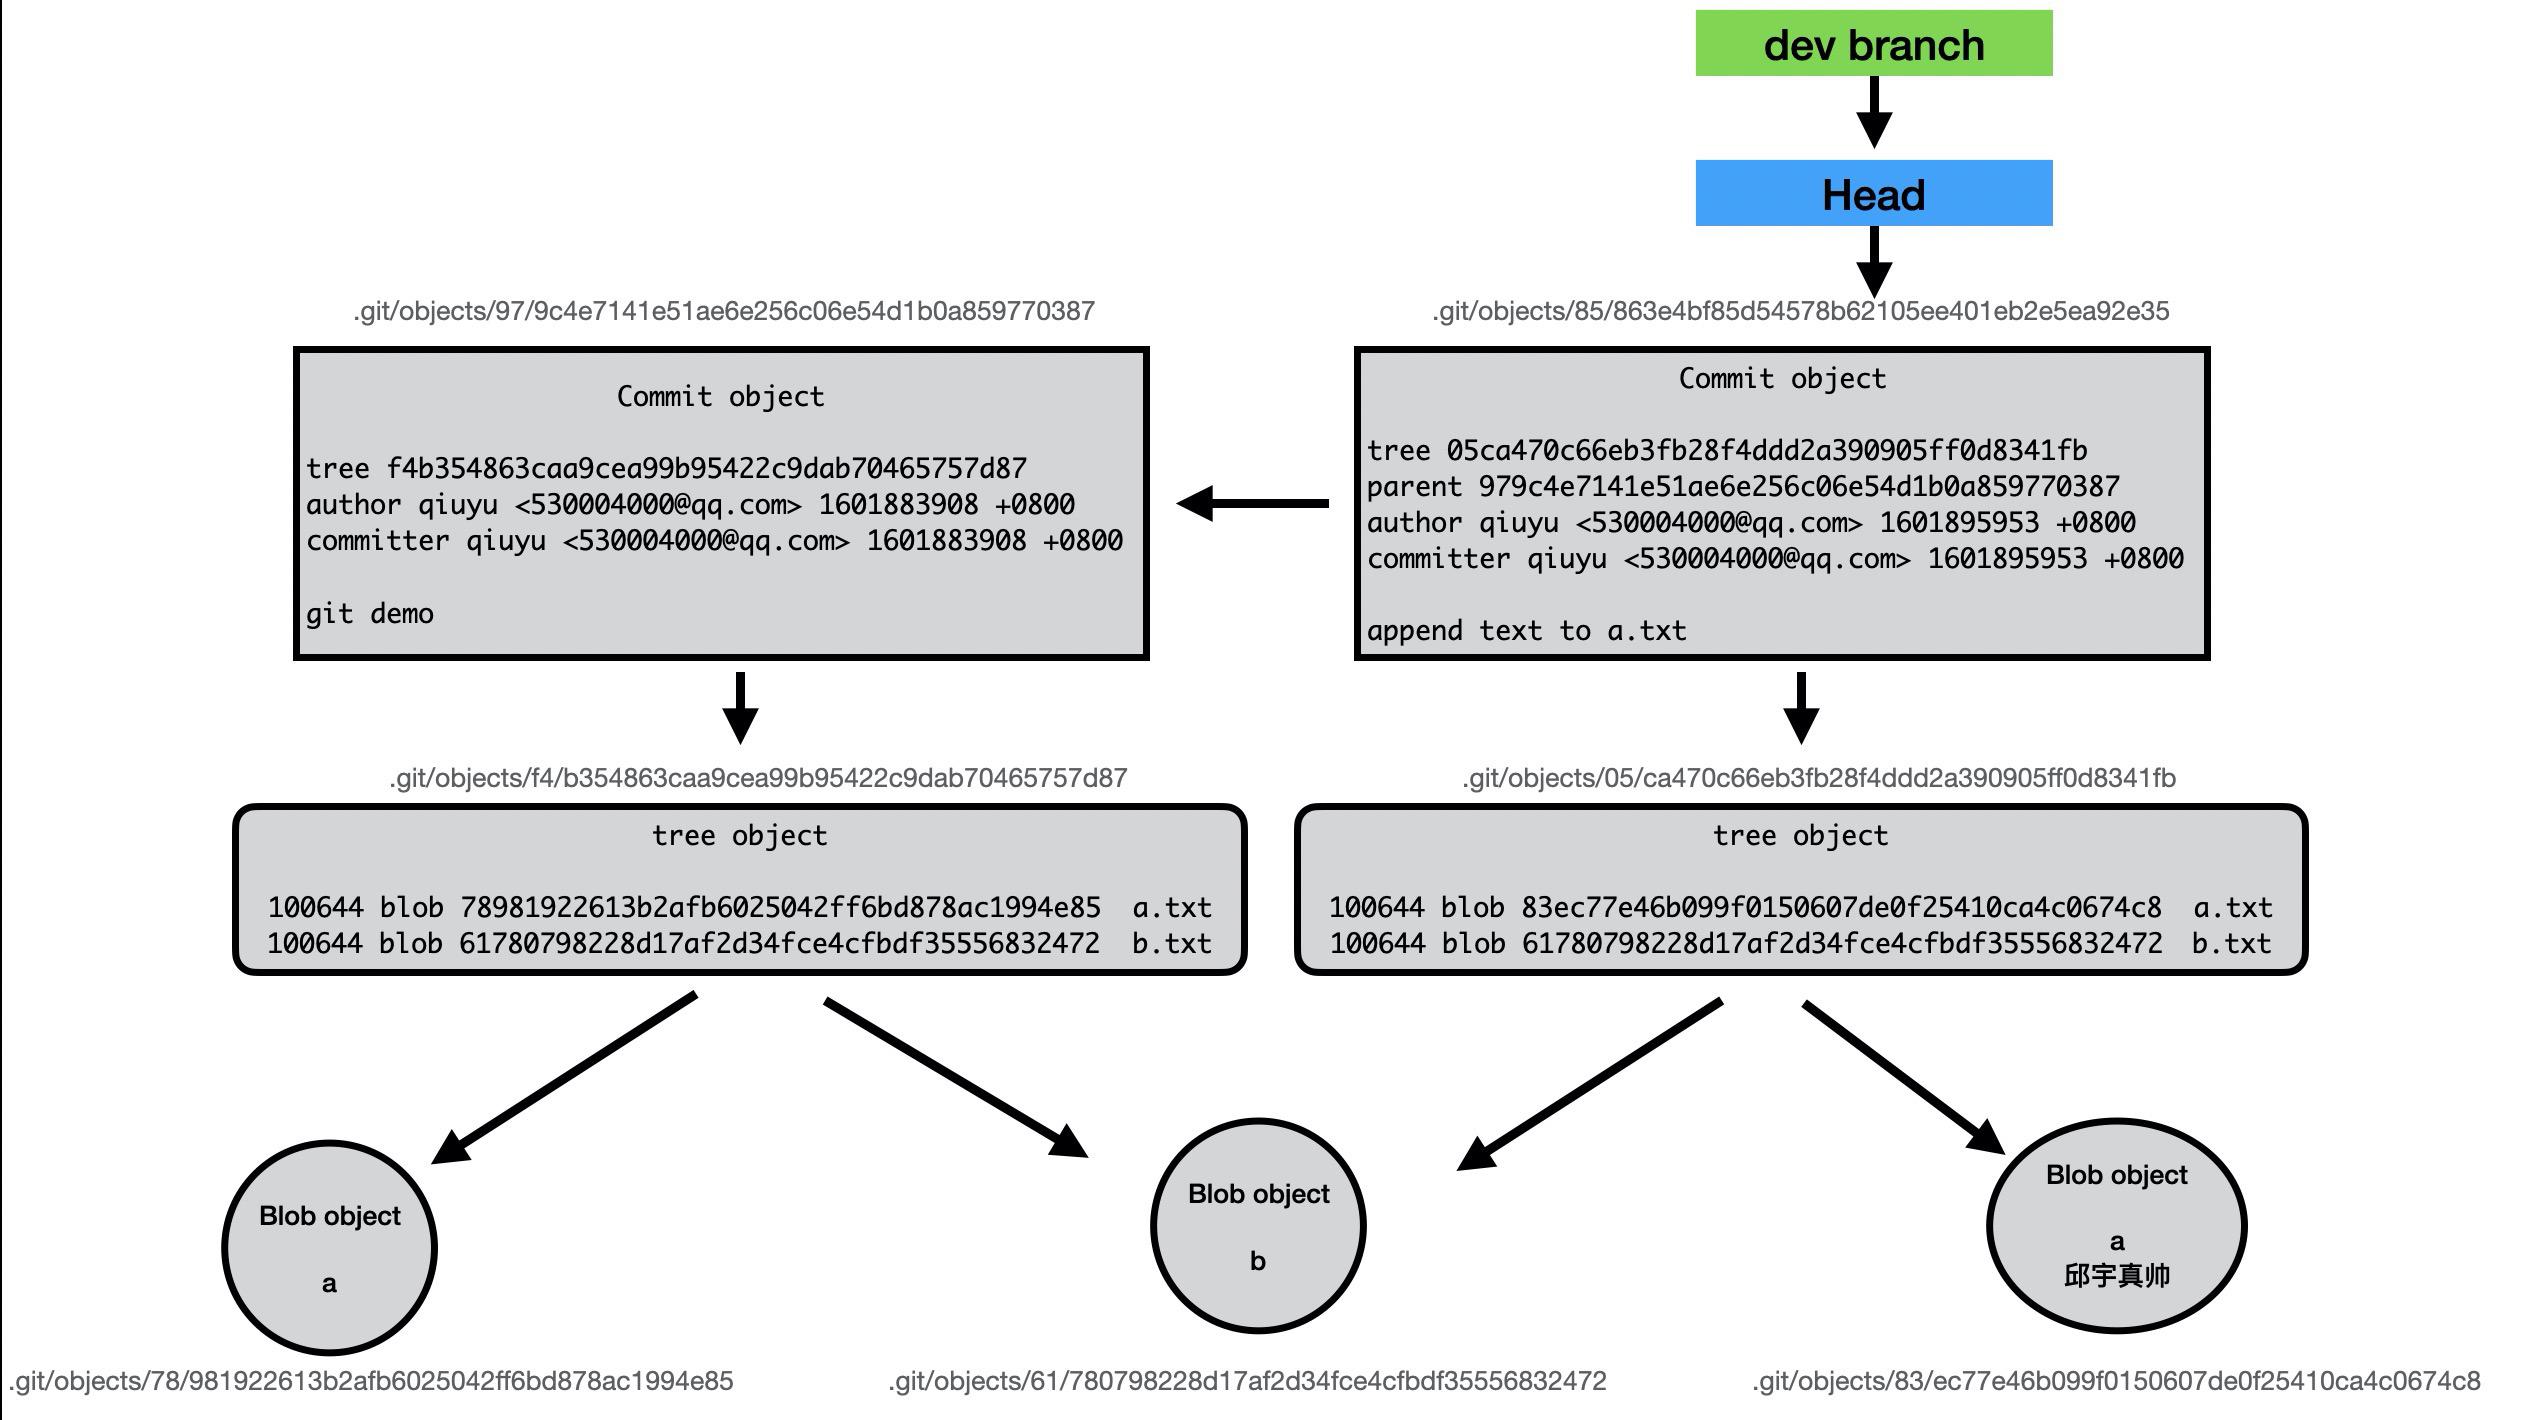 dev branch
Head
.git/objects/97/9c4e7141e51ae6e256c06e54d1b0a859770387
Commit object
tree f4b354863caa9cea99b95422c9dab70465757d87
author qiuyu <530004000@qq.com> 1601883908 +0800
committer qiuyu <530004000@qq.com> 1601883908 +0800
git demo
.git/objects/85/863e4bf85d54578b62105ee401eb2e5ea92e35
Commit object
tree 05ca470c66eb3fb28f4ddd2a390905ff0d8341fb
parent 979c4e7141e51ae6e256c06e54d1b0a859770387
author qiuyu <530004000@qq.com> 1601895953 +0800
committer qiuyu <530004000@qq.com> 1601895953 +0800
append text to a.txt
.git/objects/f4/b354863caa9cea99b95422c9dab70465757d87
tree object
100644 blob 78981922613b2afb6025042ff6bd878ac1994e85 a.txt
100644 blob 61780798228d17af2d34fce4cfbdf35556832472 b.txt
.git/objects/05/ca470c66eb3fb28f4ddd2a390905ff0d8341fb
tree object
100644 blob 83ec77e46b099f0150607de0f25410ca4c0674c8 a.txt
100644 blob 61780798228d17af2d34fce4cfbdf35556832472 b.txt
Blob object
a
.git/objects/78/981922613b2afb6025042ff6bd878ac1994e85
Blob object
b
.git/objects/61/780798228d17af2d34fce4cfbdf35556832472
Blob object
a
邱宇真帅
.git/objects/83/ec77e46b099f0150607de0f25410ca4c0674c8